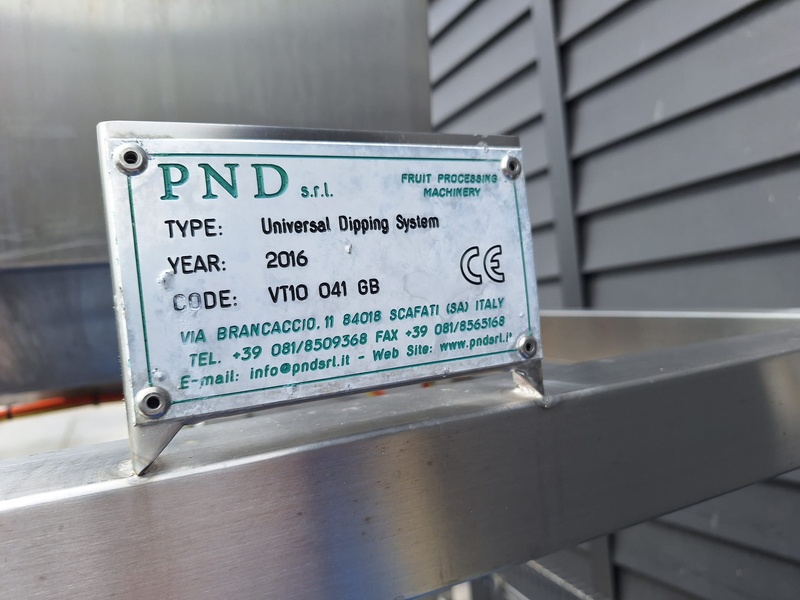 PND s.r.l.
FRUIT PROCESSING
MACHINERY
TYPE: Universal Dipping System
YEAR: 2016
CE
CODE: VT10 041 GB
VIA BRANCACCIO, 11 84018 SCAFATI (SA) ITALY
TEL. +39 081/8509368 FAX +39 081/8565168
E-mail: info@pndsrl.it - Web Site: www.pndsrl.it